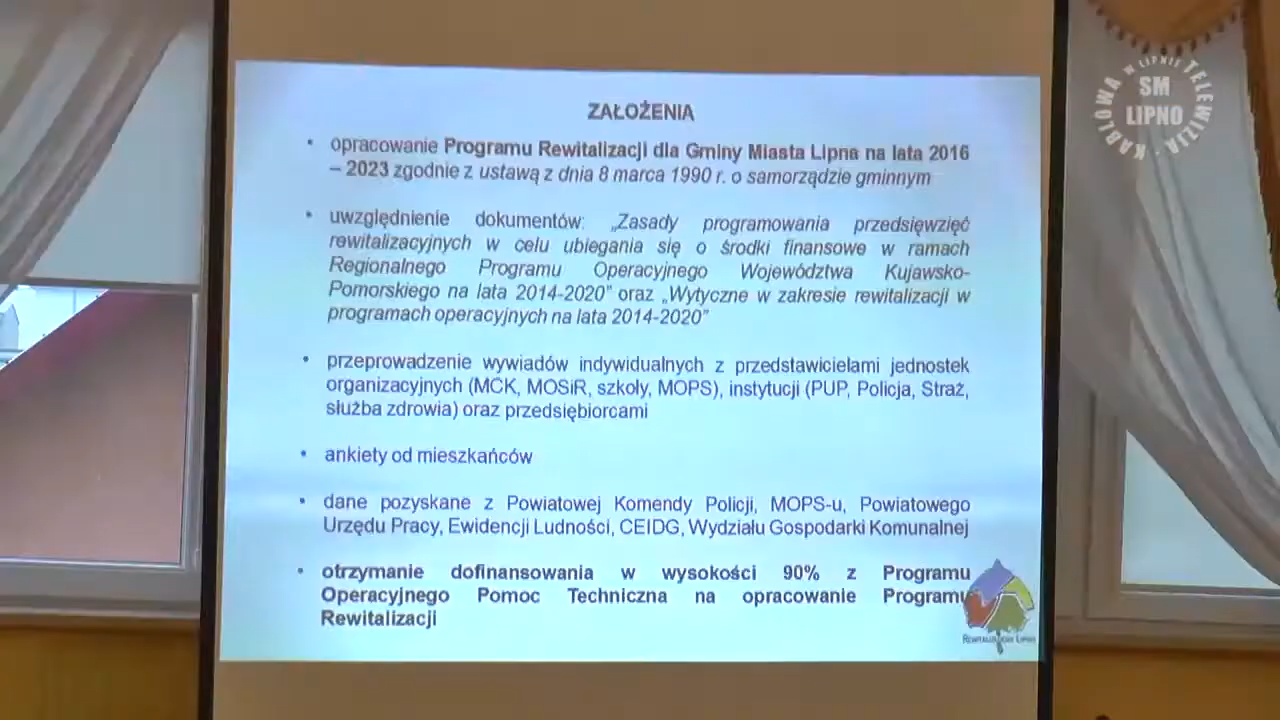 ZAŁOŻENIA
• opracowanie Programu Rewitalizacji dla Gminy Miasta Lipna na lata 2016
– 2023 zgodnie z ustawą z dnia 8 marca 1990 r. o samorządzie gminnym
• uwzględnienie dokumentów: „Zasady programowania przedsięwzięć
rewitalizacyjnych w celu ubiegania się o środki finansowe w ramach
Regionalnego Programu Operacyjnego Województwa Kujawsko-
Pomorskiego na lata 2014-2020” oraz „Wytyczne w zakresie rewitalizacji w
programach operacyjnych na lata 2014-2020”
• przeprowadzenie wywiadów indywidualnych z przedstawicielami jednostek
organizacyjnych (MCK, MOSiR, szkoły, MOPS), instytucji (PUP, Policja, Straż,
służba zdrowia) oraz przedsiębiorcami
• ankiety od mieszkańców
• dane pozyskane z Powiatowej Komendy Policji, MOPS-u, Powiatowego
Urzędu Pracy, Ewidencji Ludności, CEIDG, Wydziału Gospodarki Komunalnej
• otrzymanie dofinansowania w wysokości 90% z Programu
Operacyjnego Pomoc Techniczna na opracowanie Programu
Rewitalizacji
KABLOWA W LIPNIE TELEWIZJA
SM
LIPNO